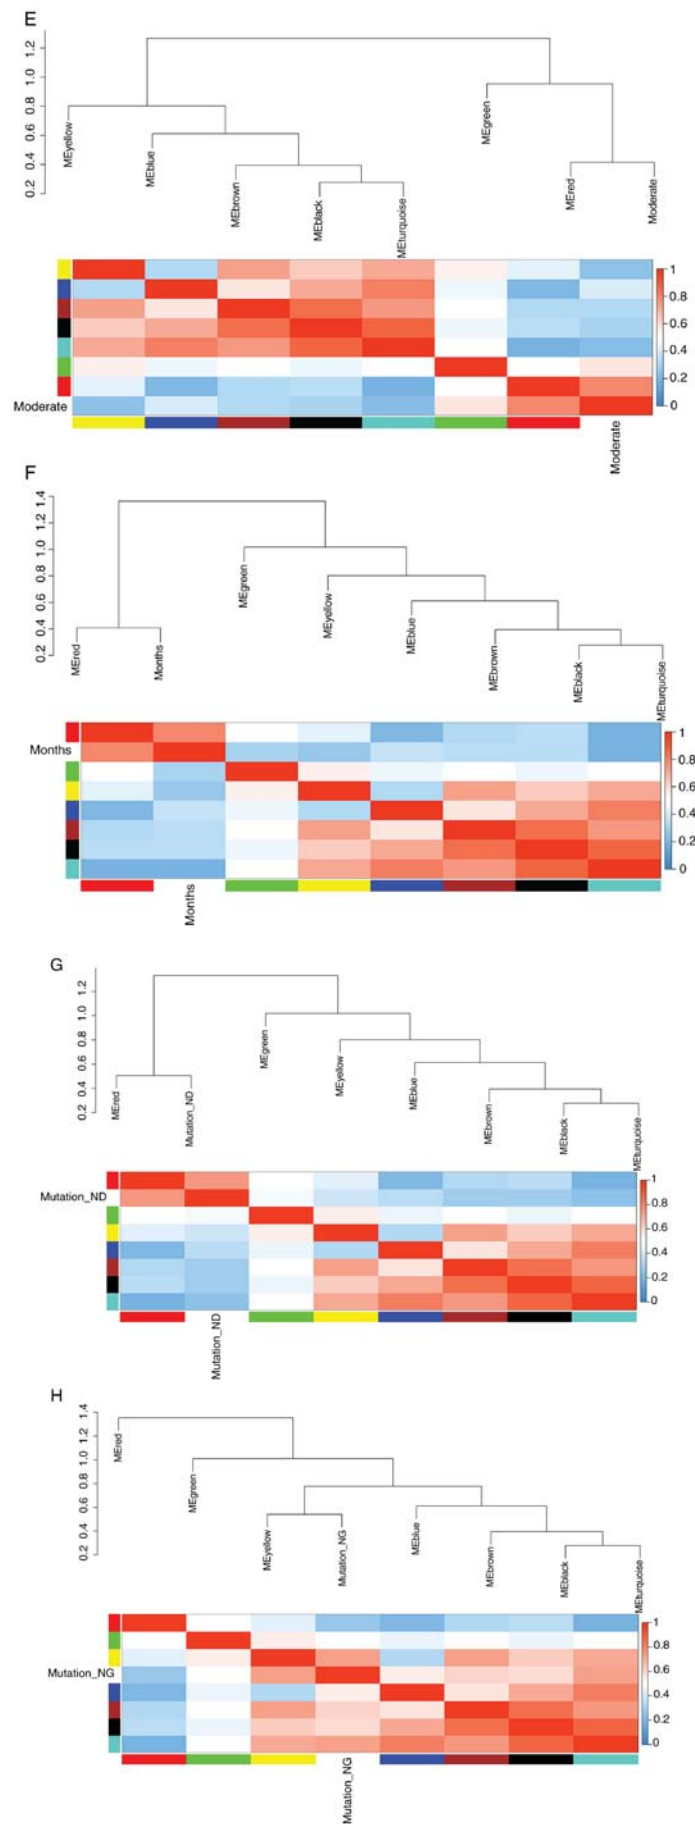 E
1.2
1.0
0.8
0.6
0.4
0.2
MEyellow
MEblue
MEbrown
MEblack
MEturquoise
MEgreen
MEred
Moderate
1
0.8
0.6
0.4
0.2
0
Moderate
Moderate
F
1.4
1.2
1.0
0.8
0.6
0.4
0.2
MEred
Months
MEgreen
MEyellow
MEblue
MEbrown
MEblack
MEturquoise
1
0.8
0.6
0.4
0.2
0
Months
Months
G
1.2
1.0
0.8
0.6
0.4
0.2
MEred
Mutation_ND
MEgreen
MEyellow
MEblue
MEbrown
MEblack
MEturquoise
1
0.8
0.6
0.4
0.2
0
Mutation_ND
Mutation_ND
H
1.4
1.2
1.0
0.8
0.6
0.4
0.2
MEred
MEgreen
MEyellow
Mutation_NG
MEblue
MEbrown
MEblack
MEturquoise
1
0.8
0.6
0.4
0.2
0
Mutation_NG
Mutation_NG